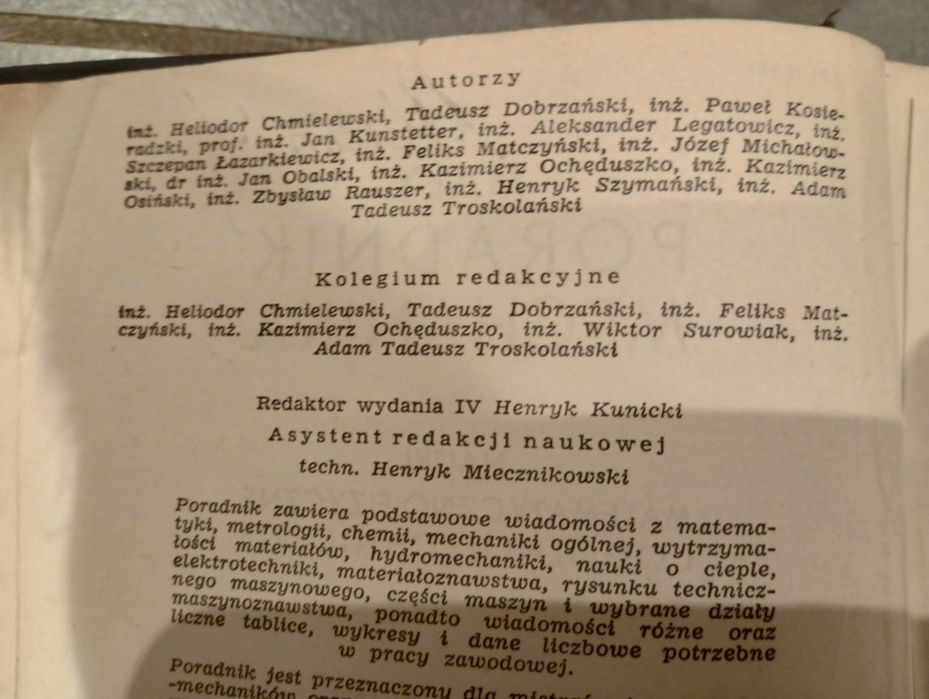 Autorzy
inż. Heliodor Chmielewski, Tadeusz Dobrzański, inż. Paweł Kosie-
radzki, prof. inż. Jan Kunstetter, inż. Aleksander Legatowicz, inż.
Szczepan Łazarkiewicz, inż. Feliks Matczyński, inż. Józef Michałow-
ski, dr inż. Jan Obalski, inż. Kazimierz Ochęduszko, inż. Kazimierz
Osiński, inż. Zbysław Rauszer, inż. Henryk Szymański, inż. Adam
Tadeusz Troskolański
Kolegium redakcyjne
inż. Heliodor Chmielewski, Tadeusz Dobrzański, inż. Feliks Mat-
czyński, inż. Kazimierz Ochęduszko, inż. Wiktor Surowiak, inż.
Adam Tadeusz Troskolański
Redaktor wydania IV Henryk Kunicki
Asystent redakcji naukowej
techn. Henryk Miecznikowski
Poradnik zawiera podstawowe wiadomości z matema-
tyki, metrologii, chemii, mechaniki ogólnej, wytrzyma-
łości materiałów, hydromechaniki, nauki o cieple,
elektrotechniki, materiałoznawstwa, rysunku technicz-
nego maszynowego, części maszyn i wybrane działy
maszynoznawstwa, ponadto wiadomości różne oraz
liczne tablice, wykresy i dane liczbowe potrzebne
w pracy zawodowej.
Poradnik jest przeznaczony dla
-mechaników